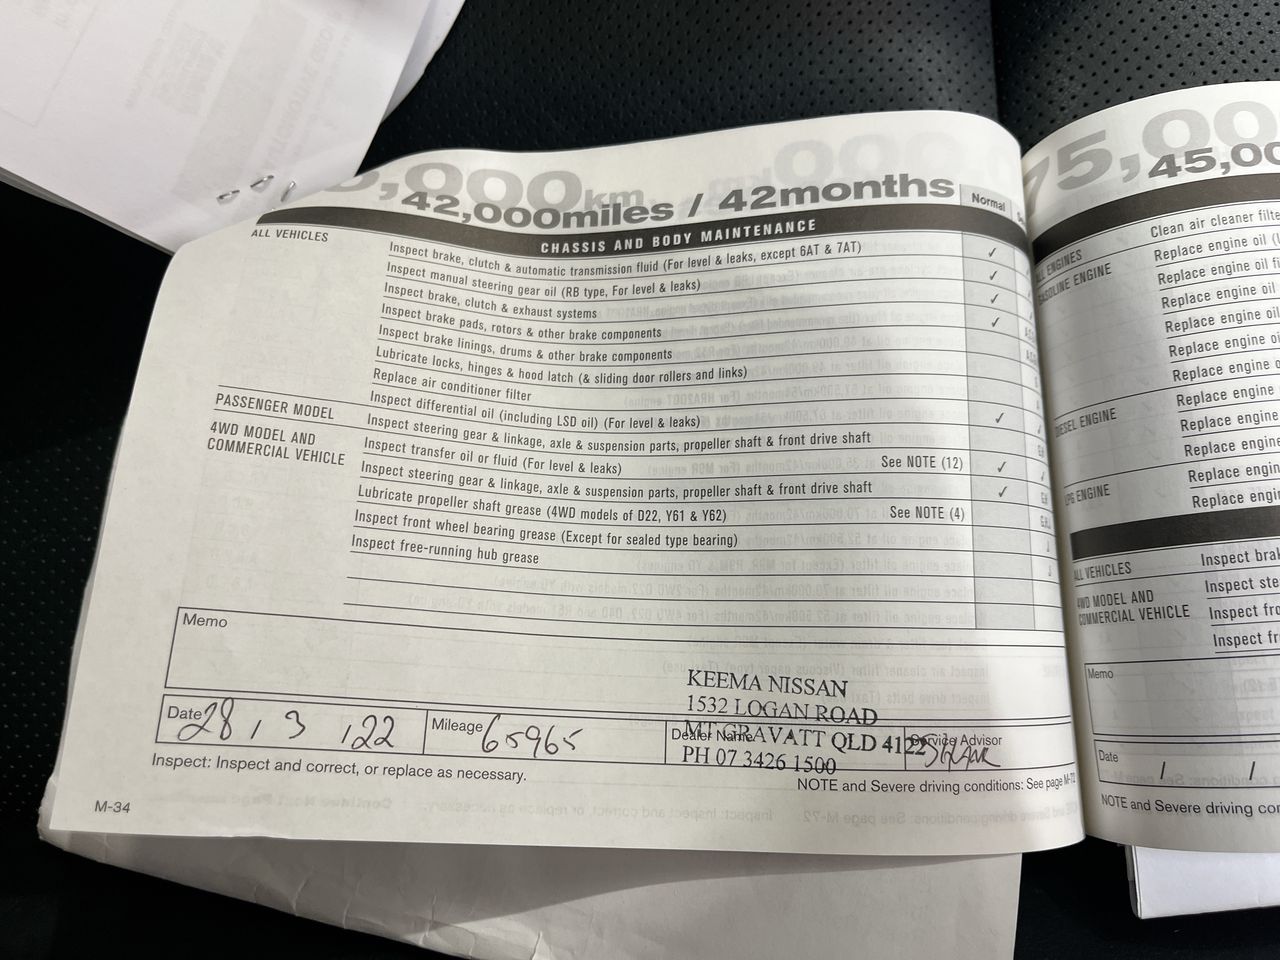 ,000km
42,000miles / 42months
Normal
CHASSIS AND BODY MAINTENANCE
ALL VEHICLES
Inspect brake, clutch & automatic transmission fluid (For level & leaks, except 6AT & 7AT) ✓
Inspect manual steering gear oil (RB type, For level & leaks) ✓
Inspect brake, clutch & exhaust systems ✓
Inspect brake pads, rotors & other brake components ✓
Inspect brake linings, drums & other brake components
Lubricate locks, hinges & hood latch (& sliding door rollers and links)
Replace air conditioner filter
Inspect differential oil (including LSD oil) (For level & leaks) ✓
PASSENGER MODEL
Inspect steering gear & linkage, axle & suspension parts, propeller shaft & front drive shaft
4WD MODEL AND COMMERCIAL VEHICLE
Inspect transfer oil or fluid (For level & leaks) See NOTE (12) ✓
Inspect steering gear & linkage, axle & suspension parts, propeller shaft & front drive shaft ✓
Lubricate propeller shaft grease (4WD models of D22, Y61 & Y62) See NOTE (4)
Inspect front wheel bearing grease (Except for sealed type bearing)
Inspect free-running hub grease
Memo
KEEMA NISSAN
1532 LOGAN ROAD
MT GRAVATT QLD 4122
PH 07 3426 1500
Date 28 / 3 / 22
Mileage 65965
Dealer Name
Service Advisor
Inspect: Inspect and correct, or replace as necessary.
NOTE and Severe driving conditions: See page M-72
M-34
75,00
45,00
Clean air cleaner filte
ALL ENGINES
Replace engine oil (
GASOLINE ENGINE
Replace engine oil fi
Replace engine oil
Replace engine oil
Replace engine oil
Replace engine oil
Replace engine
DIESEL ENGINE
Replace engine
Replace engine
Replace engin
LPG ENGINE
Replace engi
ALL VEHICLES
Inspect bral
4WD MODEL AND
COMMERCIAL VEHICLE
Inspect ste
Inspect fro
Inspect fr
Memo
Date / /
NOTE and Severe driving co